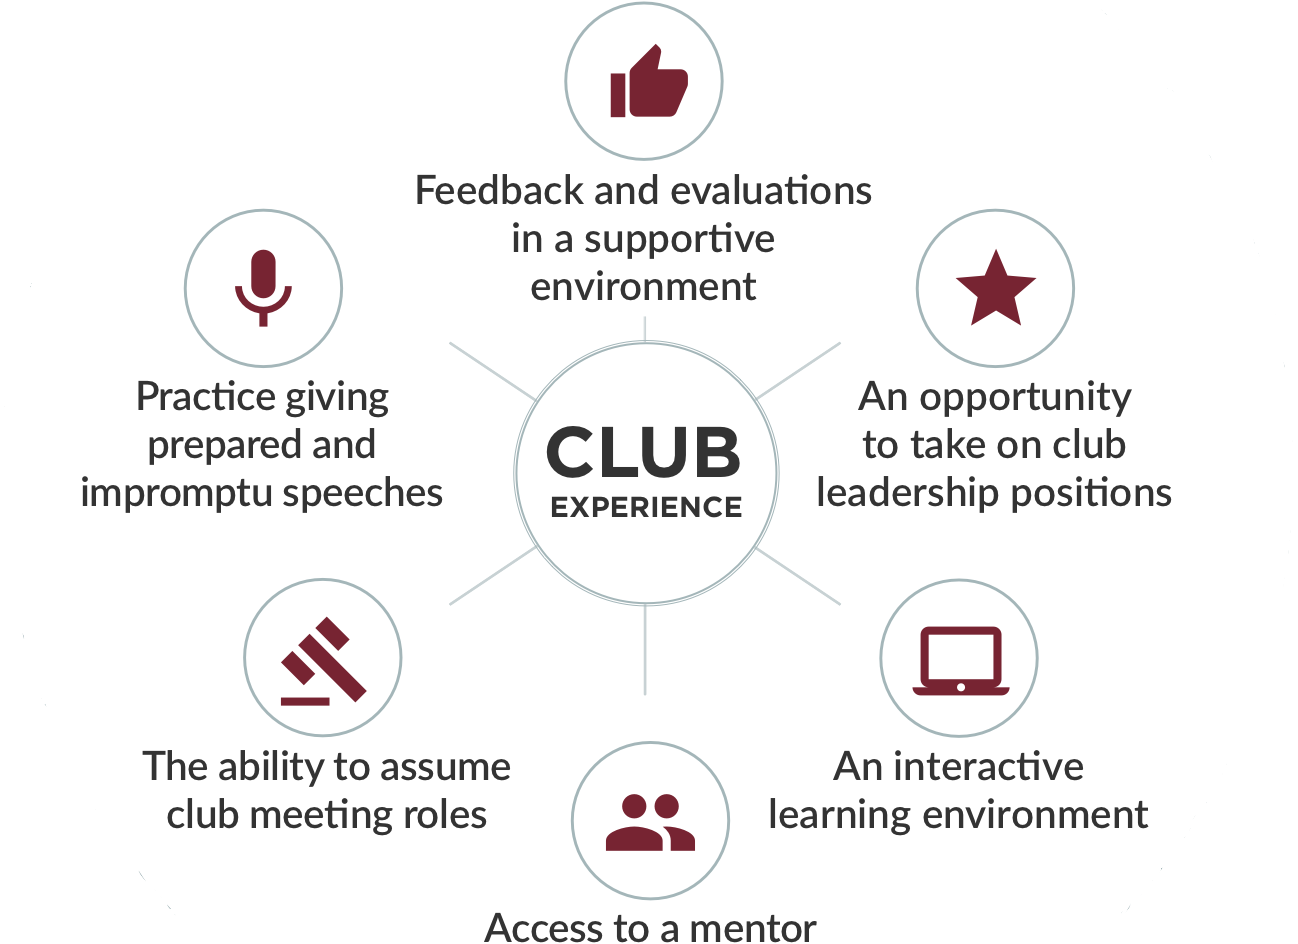 Feedback and evaluations
in a supportive
environment
Practice giving
prepared and
impromptu speeches
An opportunity
to take on club
leadership positions
CLUB
EXPERIENCE
The ability to assume
club meeting roles
An interactive
learning environment
Access to a mentor